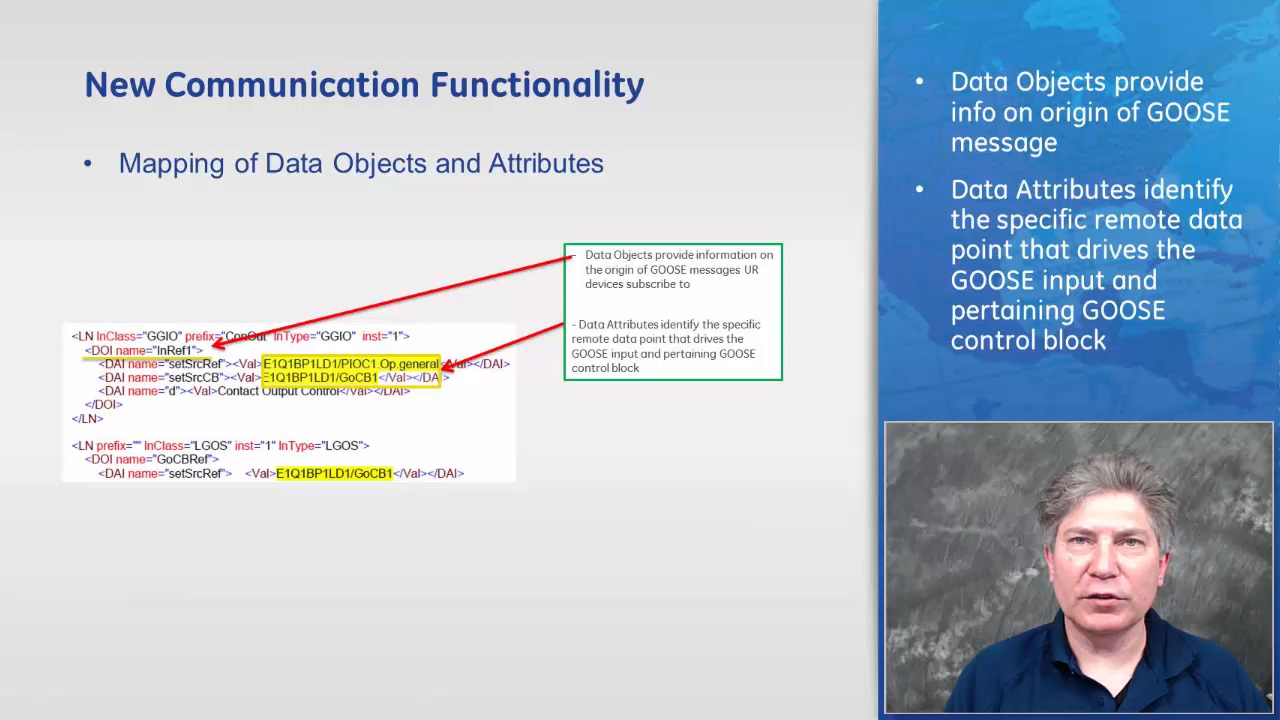 New Communication Functionality
• Mapping of Data Objects and Attributes
- Data Objects provide information on
the origin of GOOSE messages UR
devices subscribe to
- Data Attributes identify the specific
remote data point that drives the
GOOSE input and pertaining GOOSE
control block
<LN lnClass="GGIO" prefix="ConOut" lnType="GGIO" inst="1">
<DOI name="InRef1">
<DAI name="setSrcRef"><Val>E1Q1BP1LD1/PIOC1.Op.general</Val></DAI>
<DAI name="setSrcCB"><Val>E1Q1BP1LD1/GoCB1</Val></DAI>
<DAI name="d"><Val>Contact Output Control</Val></DAI>
</DOI>
</LN>
<LN prefix="" lnClass="LGOS" inst="1" lnType="LGOS">
<DOI name="GoCBRef">
<DAI name="setSrcRef"> <Val>E1Q1BP1LD1/GoCB1</Val></DAI>
• Data Objects provide
info on origin of GOOSE
message
• Data Attributes identify
the specific remote data
point that drives the
GOOSE input and
pertaining GOOSE
control block